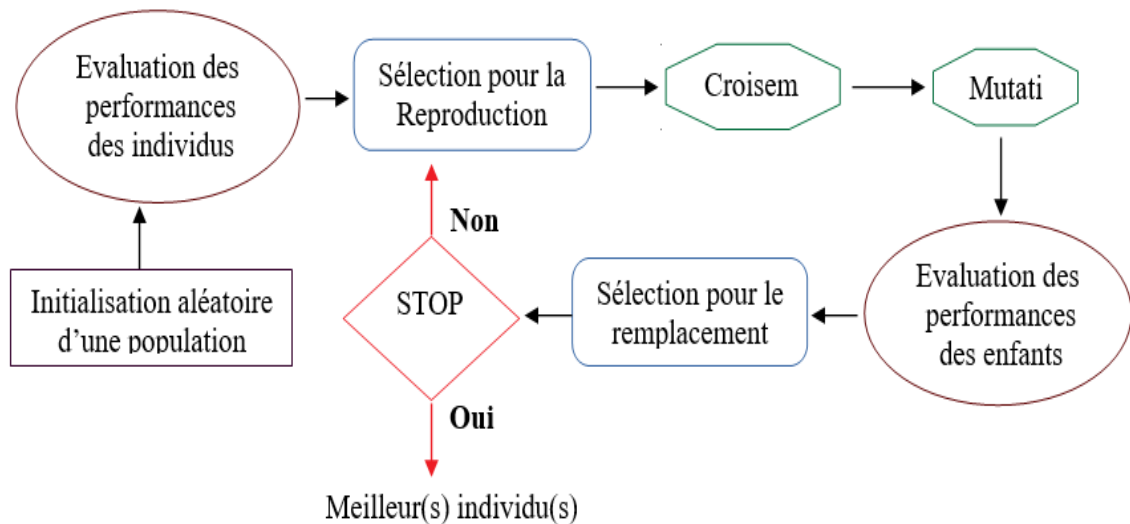 Evaluation des
performances
des individus
Sélection pour la
Reproduction
Croisem
Mutati
Non
Initialisation aléatoire
d’une population
STOP
Sélection pour le
remplacement
Evaluation des
performances
des enfants
Oui
Meilleur(s) individu(s)